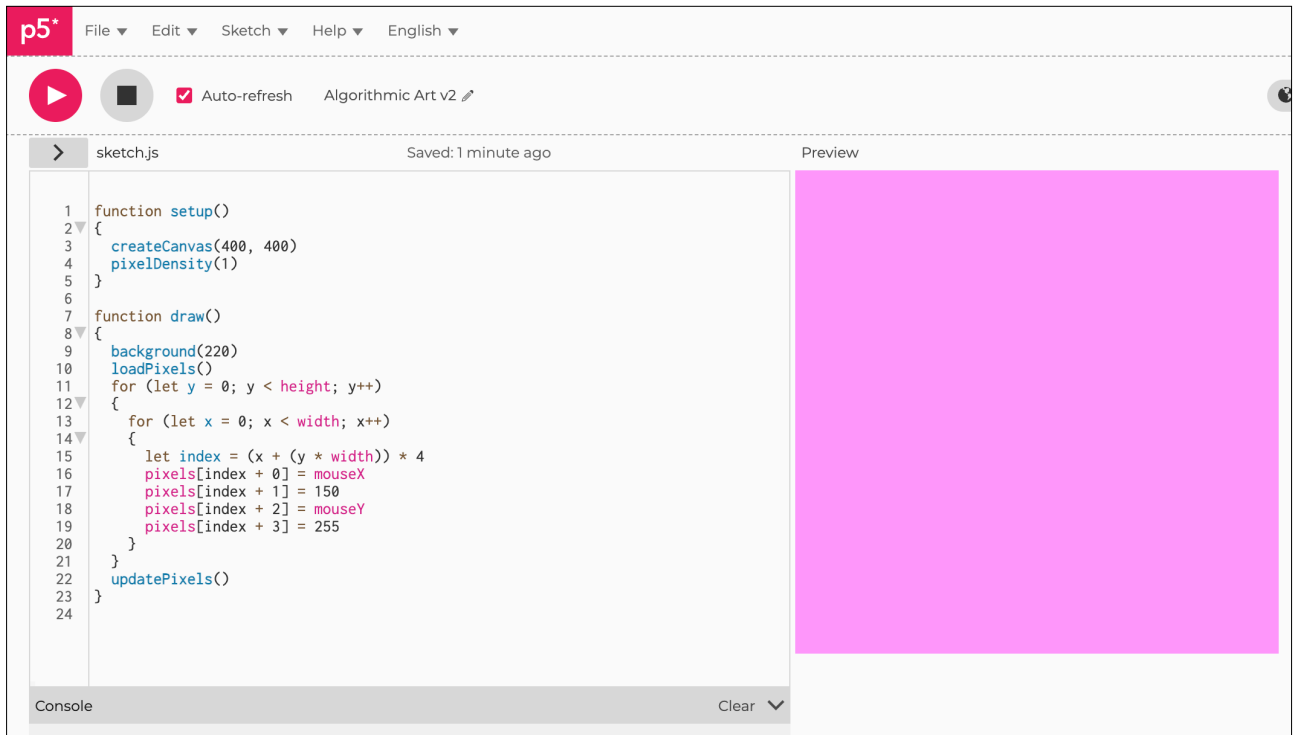 p5* File Edit Sketch Help English
Auto-refresh Algorithmic Art v2
sketch.js Saved: 1 minute ago Preview
1 function setup()
2 {
3   createCanvas(400, 400)
4   pixelDensity(1)
5 }
6
7 function draw()
8 {
9   background(220)
10   loadPixels()
11   for (let y = 0; y < height; y++)
12   {
13     for (let x = 0; x < width; x++)
14     {
15       let index = (x + (y * width)) * 4
16       pixels[index + 0] = mouseX
17       pixels[index + 1] = 150
18       pixels[index + 2] = mouseY
19       pixels[index + 3] = 255
20     }
21   }
22   updatePixels()
23 }
24
Console Clear